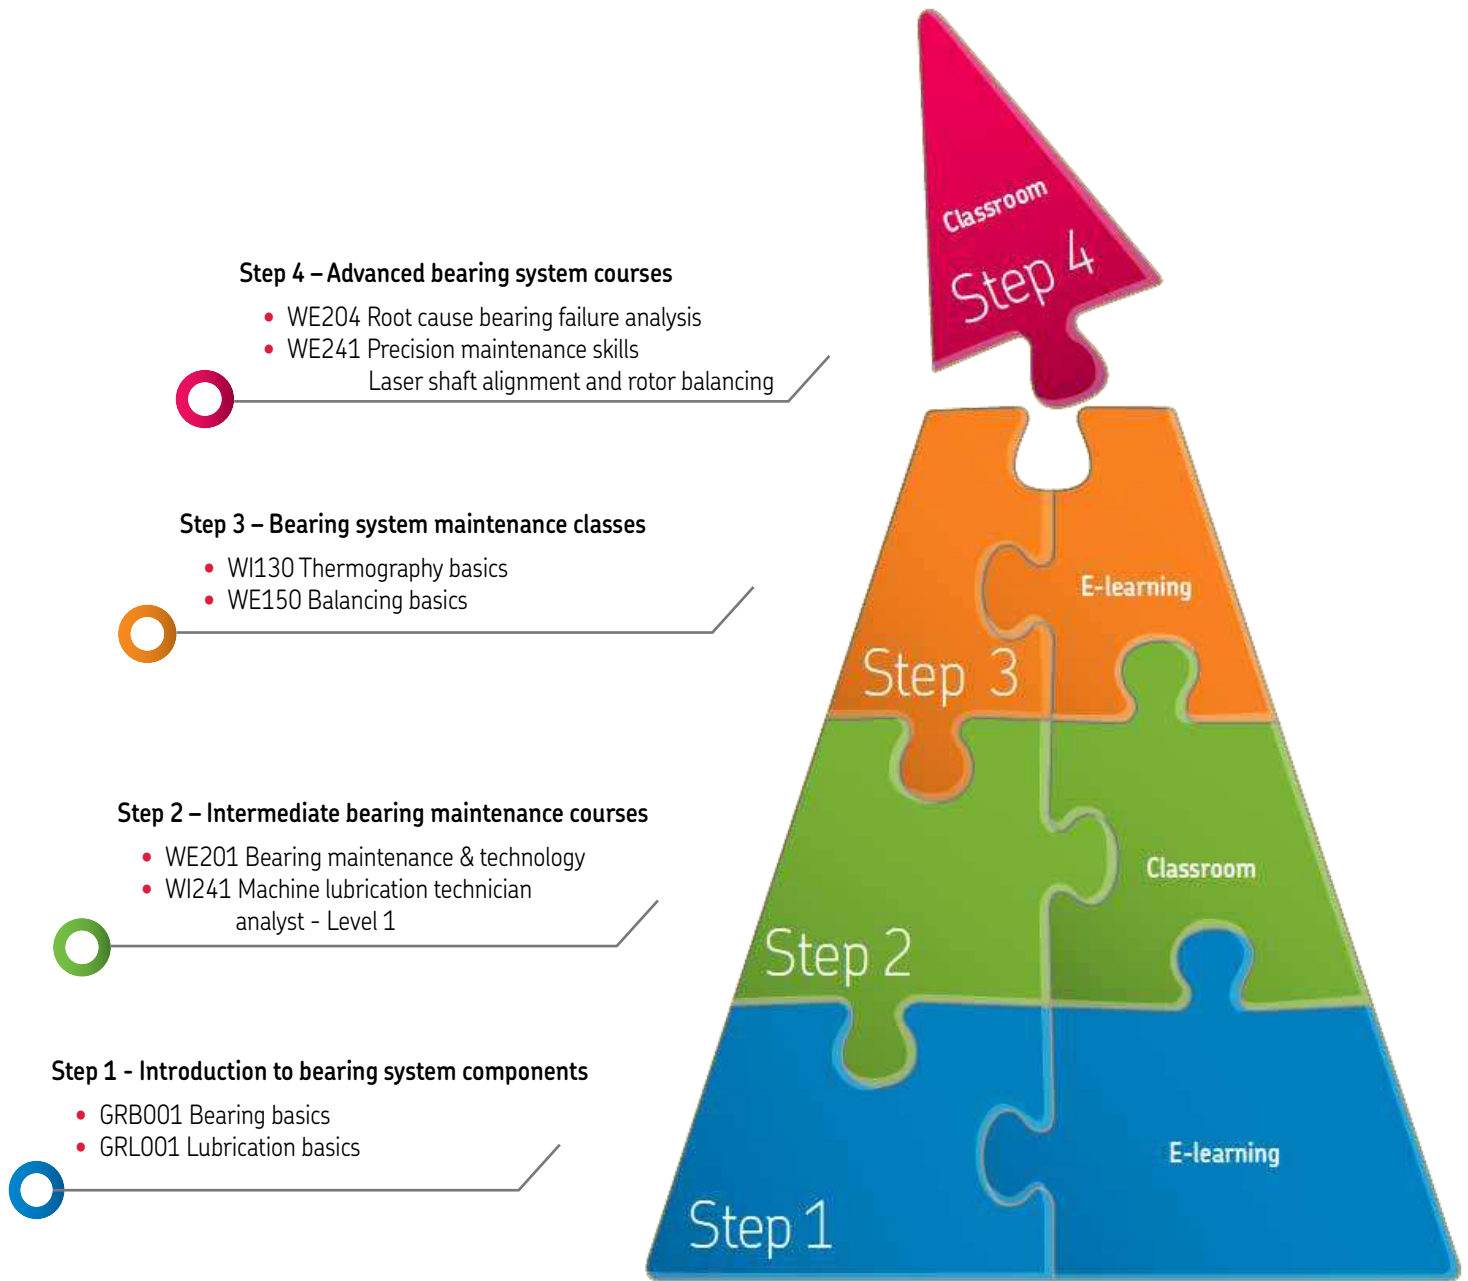 Classroom
Step 4
Step 4 – Advanced bearing system courses
• WE204 Root cause bearing failure analysis
• WE241 Precision maintenance skills
Laser shaft alignment and rotor balancing
Step 3 – Bearing system maintenance classes
• WI130 Thermography basics
• WE150 Balancing basics
E-learning
Step 3
Step 2 – Intermediate bearing maintenance courses
• WE201 Bearing maintenance & technology
• WI241 Machine lubrication technician
analyst - Level 1
Classroom
Step 2
Step 1 - Introduction to bearing system components
• GRB001 Bearing basics
• GRL001 Lubrication basics
E-learning
Step 1